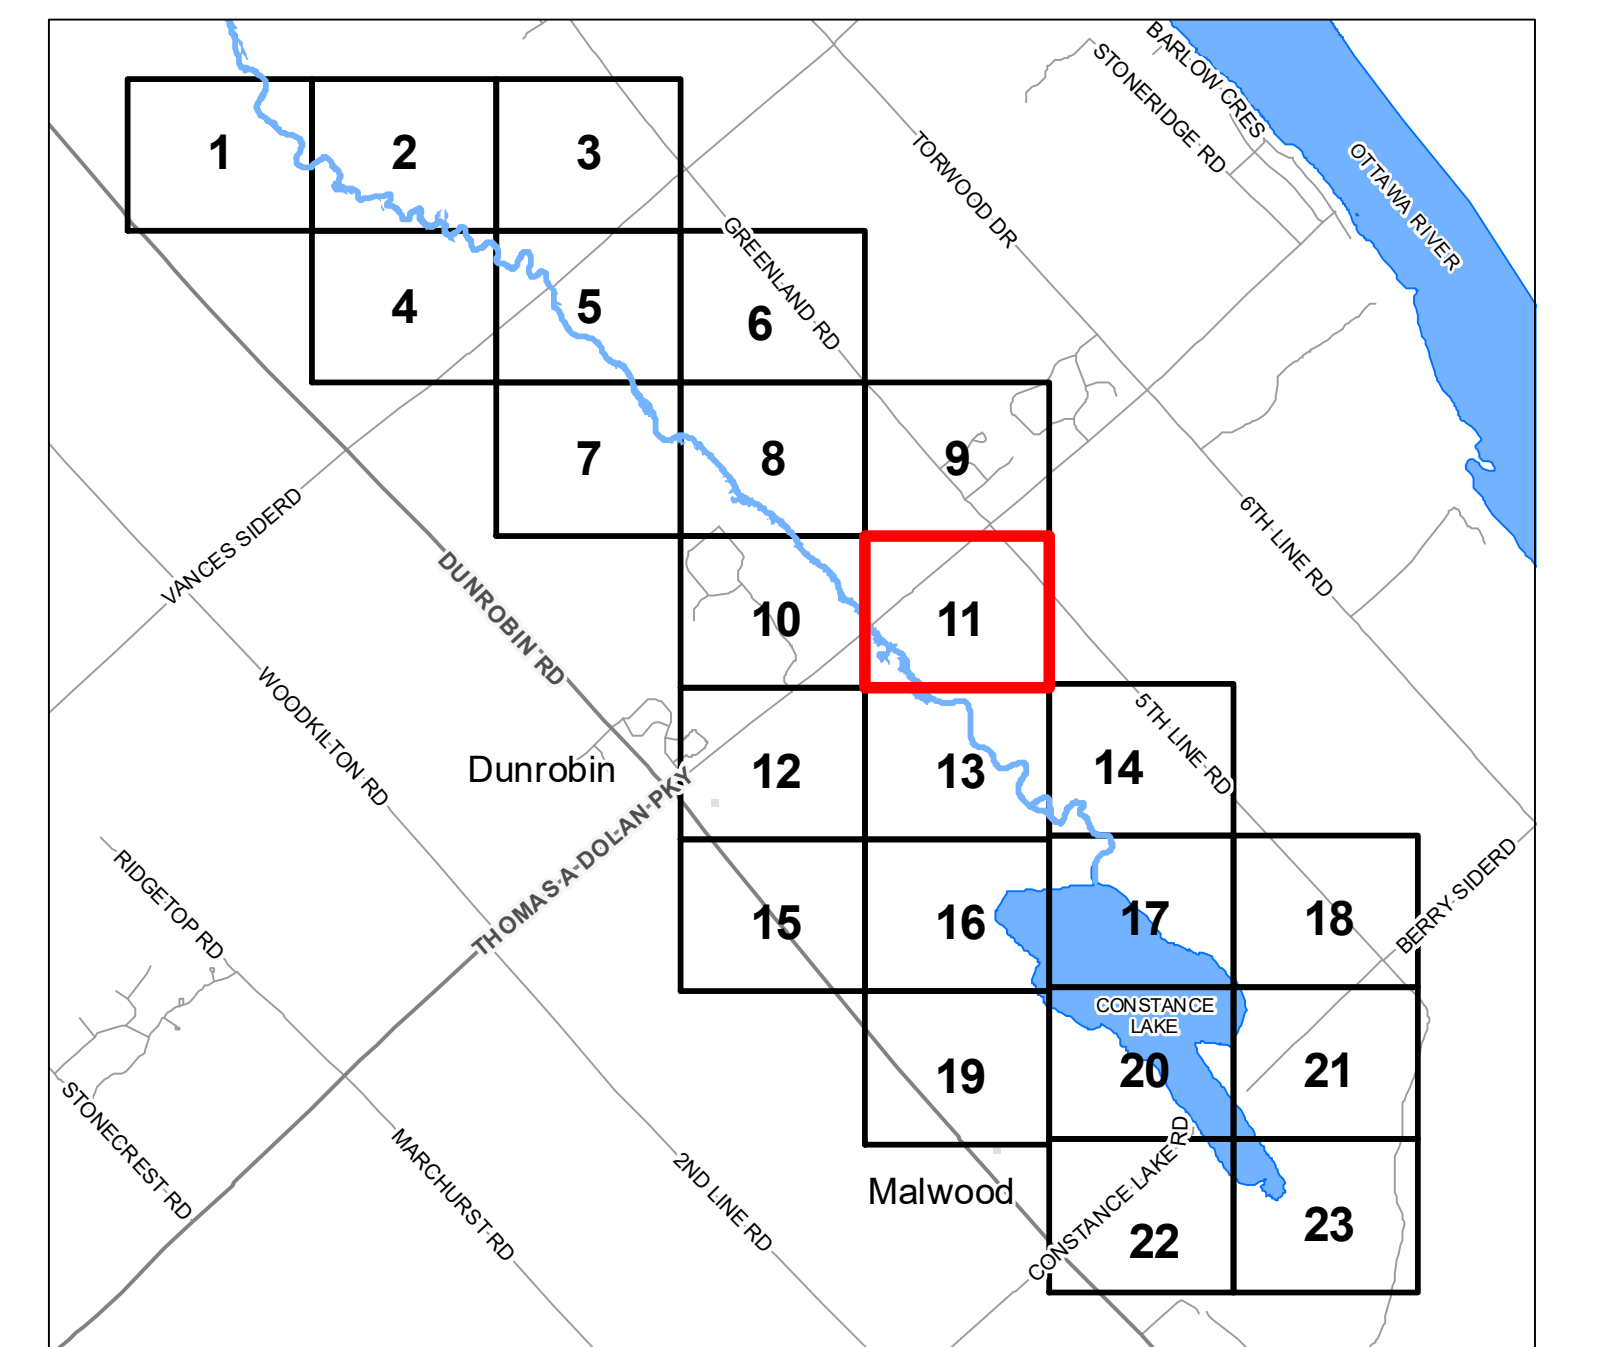 BARLOW CRES
STONERIDGE RD
OTTAWA RIVER
TORWOOD DR
1
2
3
GREENLAND RD
4
5
6
7
8
9
6TH LINE RD
VANCES SIDERD
DUNROBIN RD
10
11
WOODKILTON RD
5TH LINE RD
Dunrobin
12
13
14
THOMAS A DOLAN PKY
RIDGETOP RD
15
16
17
18
BERRY SIDERD
CONSTANCE
LAKE
19
20
21
STONECREST RD
MARCHURST RD
2ND LINE RD
Malwood
CONSTANCE LAKE RD
22
23